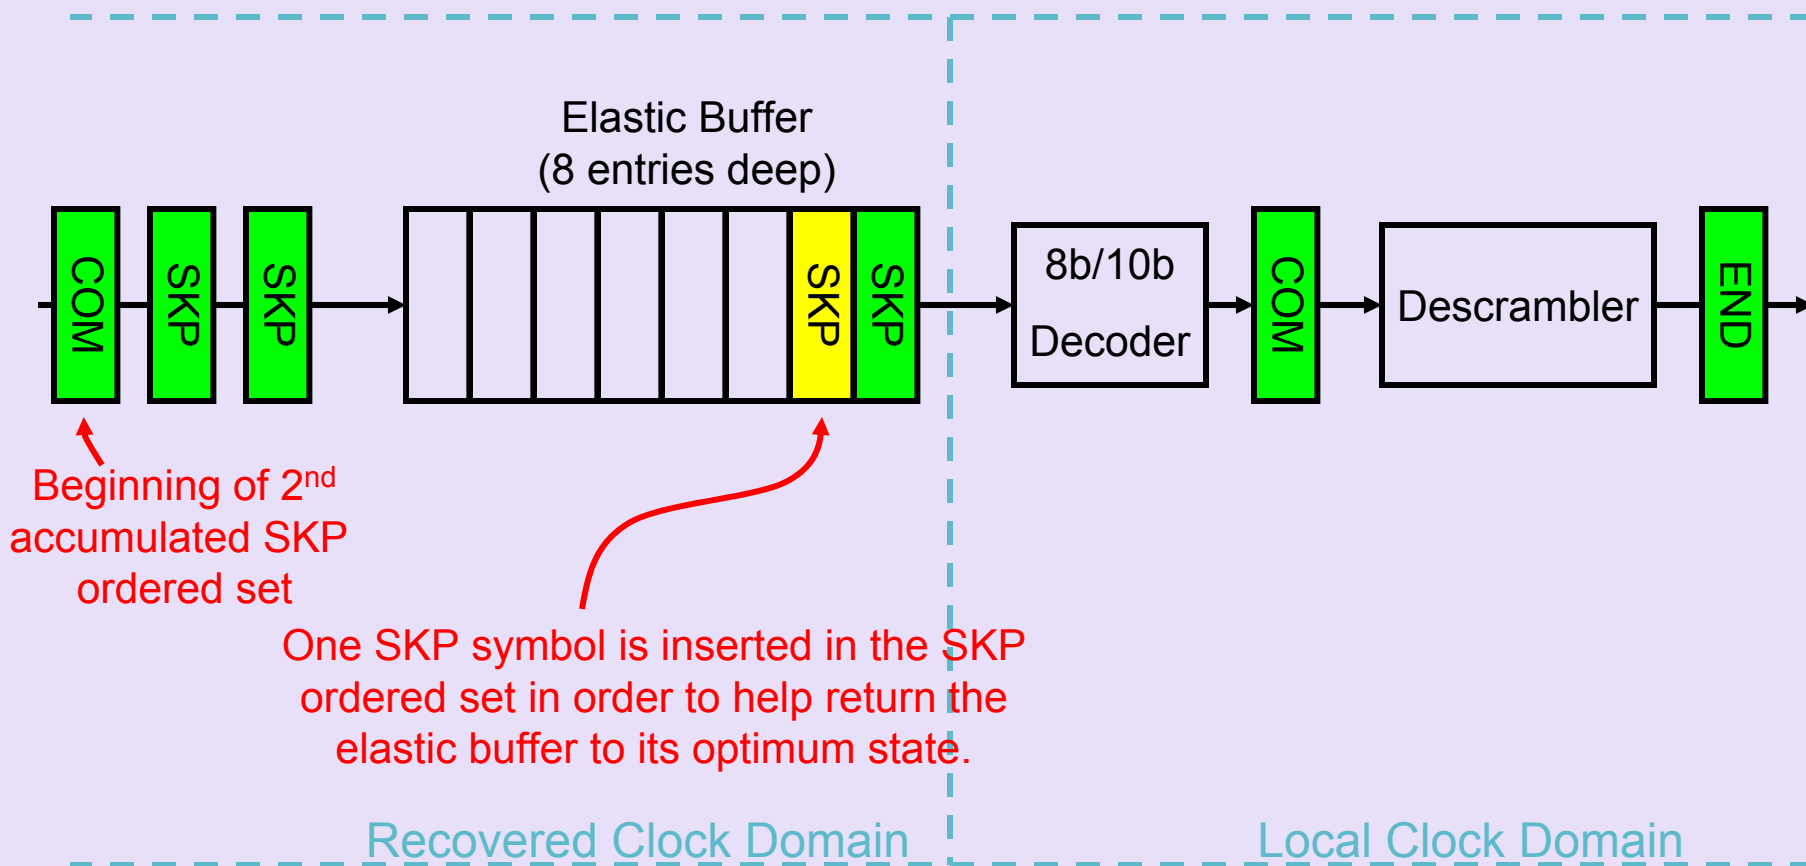 Elastic Buffer
(8 entries deep)
COM
SKP
SKP
SKP
SKP
8b/10b
Decoder
COM
Descrambler
END
Beginning of 2nd
accumulated SKP
ordered set
One SKP symbol is inserted in the SKP
ordered set in order to help return the
elastic buffer to its optimum state.
Recovered Clock Domain
Local Clock Domain